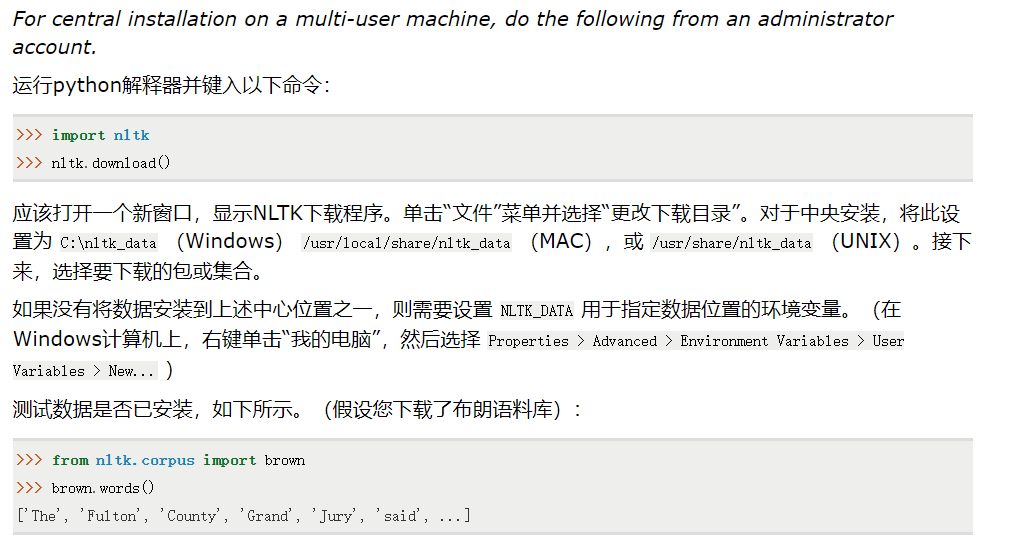 For central installation on a multi-user machine, do the following from an administrator
account.
运行python解释器并键入以下命令：
>>> import nltk
>>> nltk.download()
应该打开一个新窗口，显示NLTK下载程序。单击“文件”菜单并选择“更改下载目录”。对于中央安装，将此设
置为 C:\nltk_data （Windows） /usr/local/share/nltk_data （MAC），或 /usr/share/nltk_data （UNIX）。接下
来，选择要下载的包或集合。
如果没有将数据安装到上述中心位置之一，则需要设置 NLTK_DATA 用于指定数据位置的环境变量。（在
Windows计算机上，右键单击“我的电脑”，然后选择 Properties > Advanced > Environment Variables > User
Variables > New... ）
测试数据是否已安装，如下所示。（假设您下载了布朗语料库）：
>>> from nltk.corpus import brown
>>> brown.words()
['The', 'Fulton', 'County', 'Grand', 'Jury', 'said', ...]